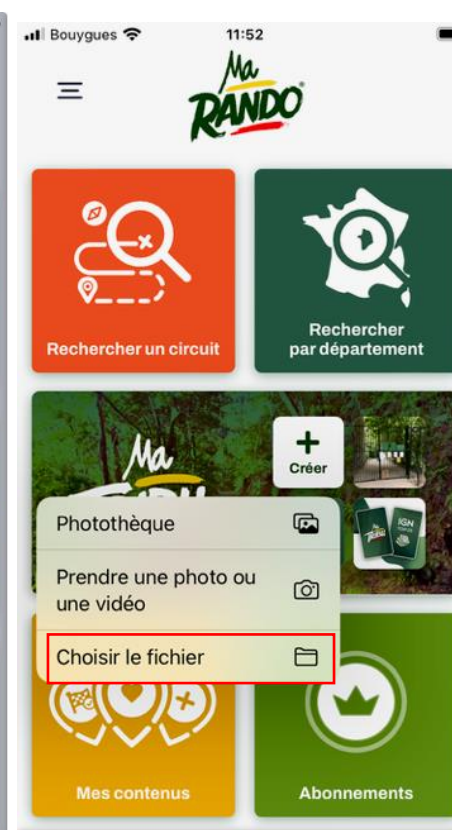 Bouygues 11:52
Ma
RANDO
Rechercher un circuit
Rechercher
par département
Ma
Créer
IGN
Photothèque
Prendre une photo ou
une vidéo
Choisir le fichier
Mes contenus
Abonnements